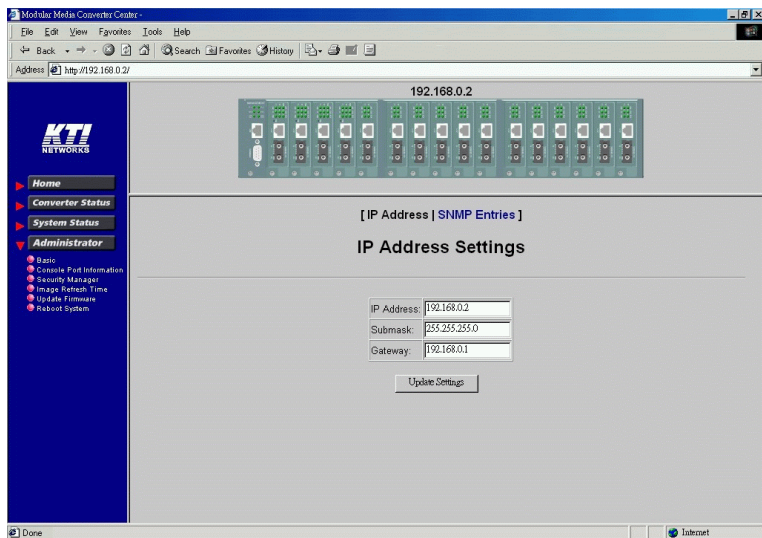 Modular Media Converter Center -
File Edit View Favorites Tools Help
Back Search Favorites History
Address http://192.168.0.2/
192.168.0.2
KTI
NETWORKS
Home
Converter Status
System Status
Administrator
Basic
Console Port Information
Security Manager
Image Refresh Time
Update Firmware
Reboot System
[ IP Address | SNMP Entries ]
IP Address Settings
IP Address: 192.168.0.2
Submask: 255.255.255.0
Gateway: 192.168.0.1
Update Settings
Done Internet